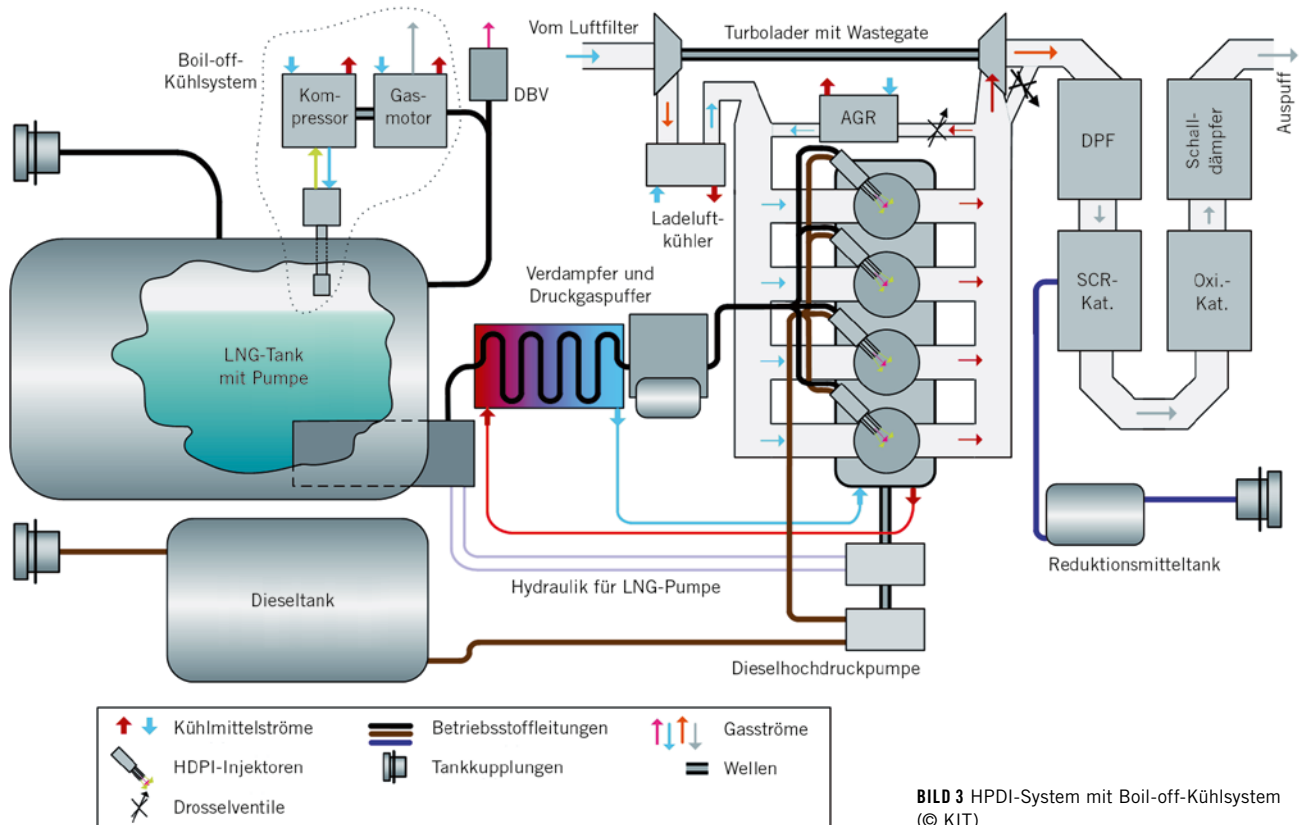 Boil-off-
Kühlsystem
Kom-
pressor
Gas-
motor
DBV
Vom Luftfilter
Turbolader mit Wastegate
AGR
Ladeluft-
kühler
DPF
Schall-
dämpfer
Auspuff
SCR-
Kat.
Oxi.-
Kat.
Verdampfer und
Druckgaspuffer
LNG-Tank
mit Pumpe
Reduktionsmitteltank
Hydraulik für LNG-Pumpe
Dieseltank
Dieselhochdruckpumpe
Kühlmittelströme
Betriebsstoffleitungen
Gasströme
HDPI-Injektoren
Tankkupplungen
Wellen
Drosselventile
BILD 3 HPDI-System mit Boil-off-Kühlsystem
(© KIT)